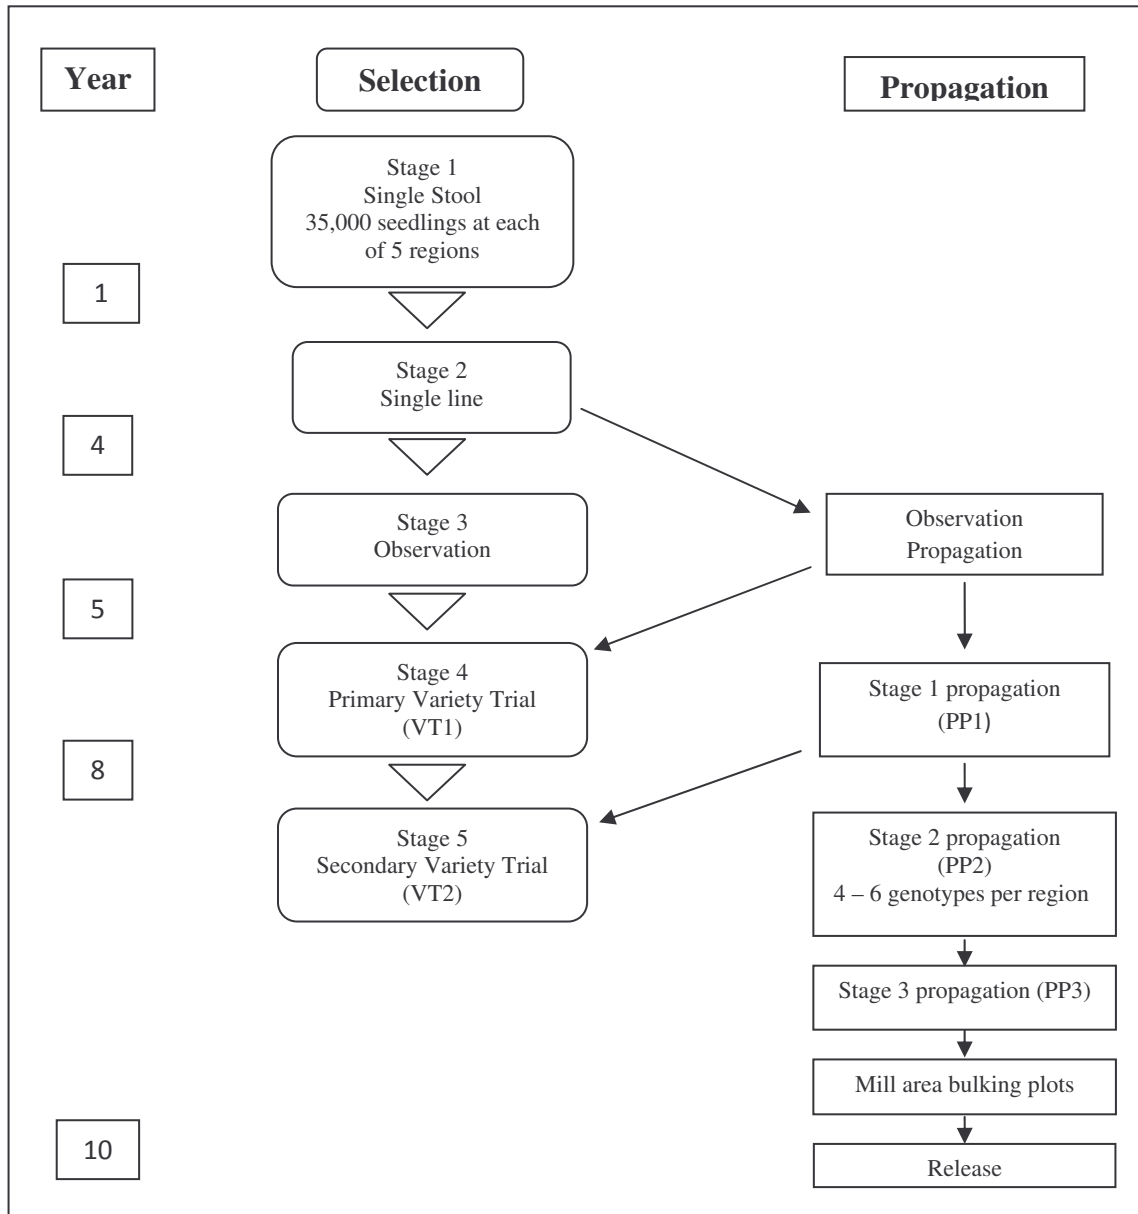 Year
Selection
Propagation
Stage 1
Single Stool
35,000 seedlings at each
of 5 regions
1
Stage 2
Single line
4
Stage 3
Observation
Observation
Propagation
5
Stage 4
Primary Variety Trial
(VT1)
Stage 1 propagation
(PP1)
8
Stage 5
Secondary Variety Trial
(VT2)
Stage 2 propagation
(PP2)
4 – 6 genotypes per region
Stage 3 propagation (PP3)
Mill area bulking plots
10
Release